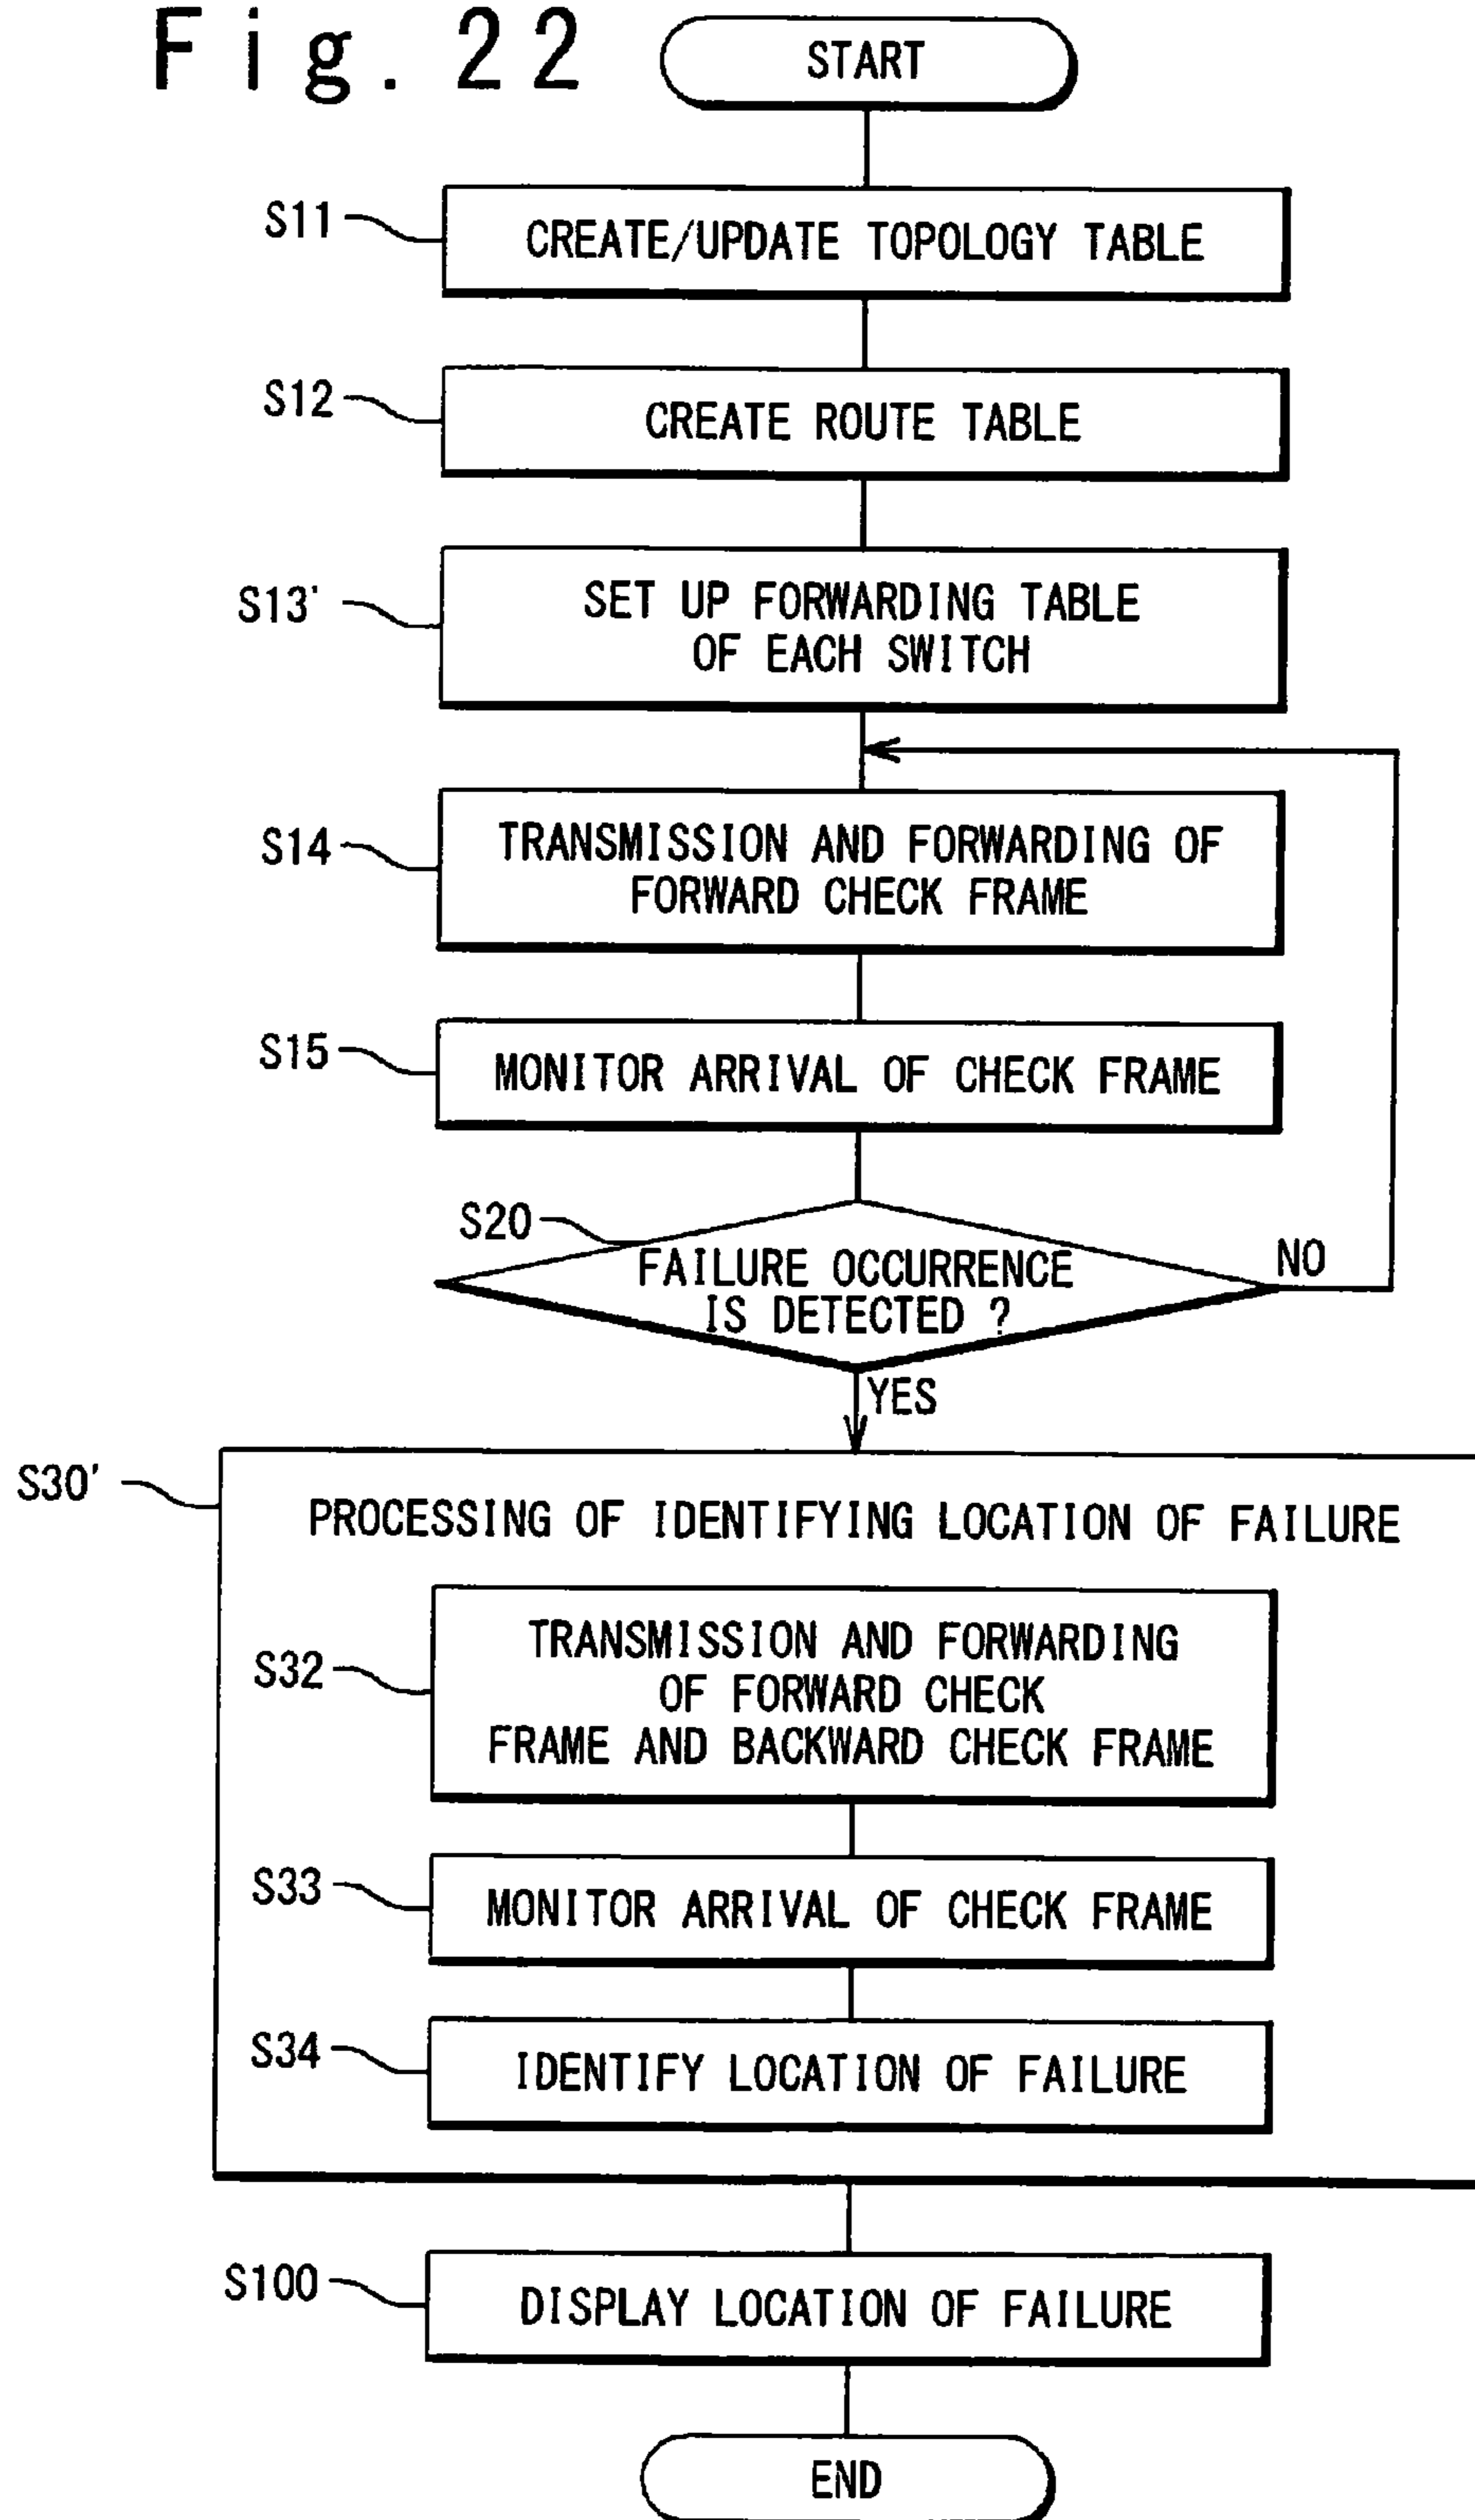 Fig.22
START
S11
CREATE/UPDATE TOPOLOGY TABLE
S12
CREATE ROUTE TABLE
S13'
SET UP FORWARDING TABLE
OF EACH SWITCH
S14
TRANSMISSION AND FORWARDING OF
FORWARD CHECK FRAME
S15
MONITOR ARRIVAL OF CHECK FRAME
S20
FAILURE OCCURRENCE
IS DETECTED ?
NO
YES
S30'
PROCESSING OF IDENTIFYING LOCATION OF FAILURE
S32
TRANSMISSION AND FORWARDING
OF FORWARD CHECK
FRAME AND BACKWARD CHECK FRAME
S33
MONITOR ARRIVAL OF CHECK FRAME
S34
IDENTIFY LOCATION OF FAILURE
S100
DISPLAY LOCATION OF FAILURE
END